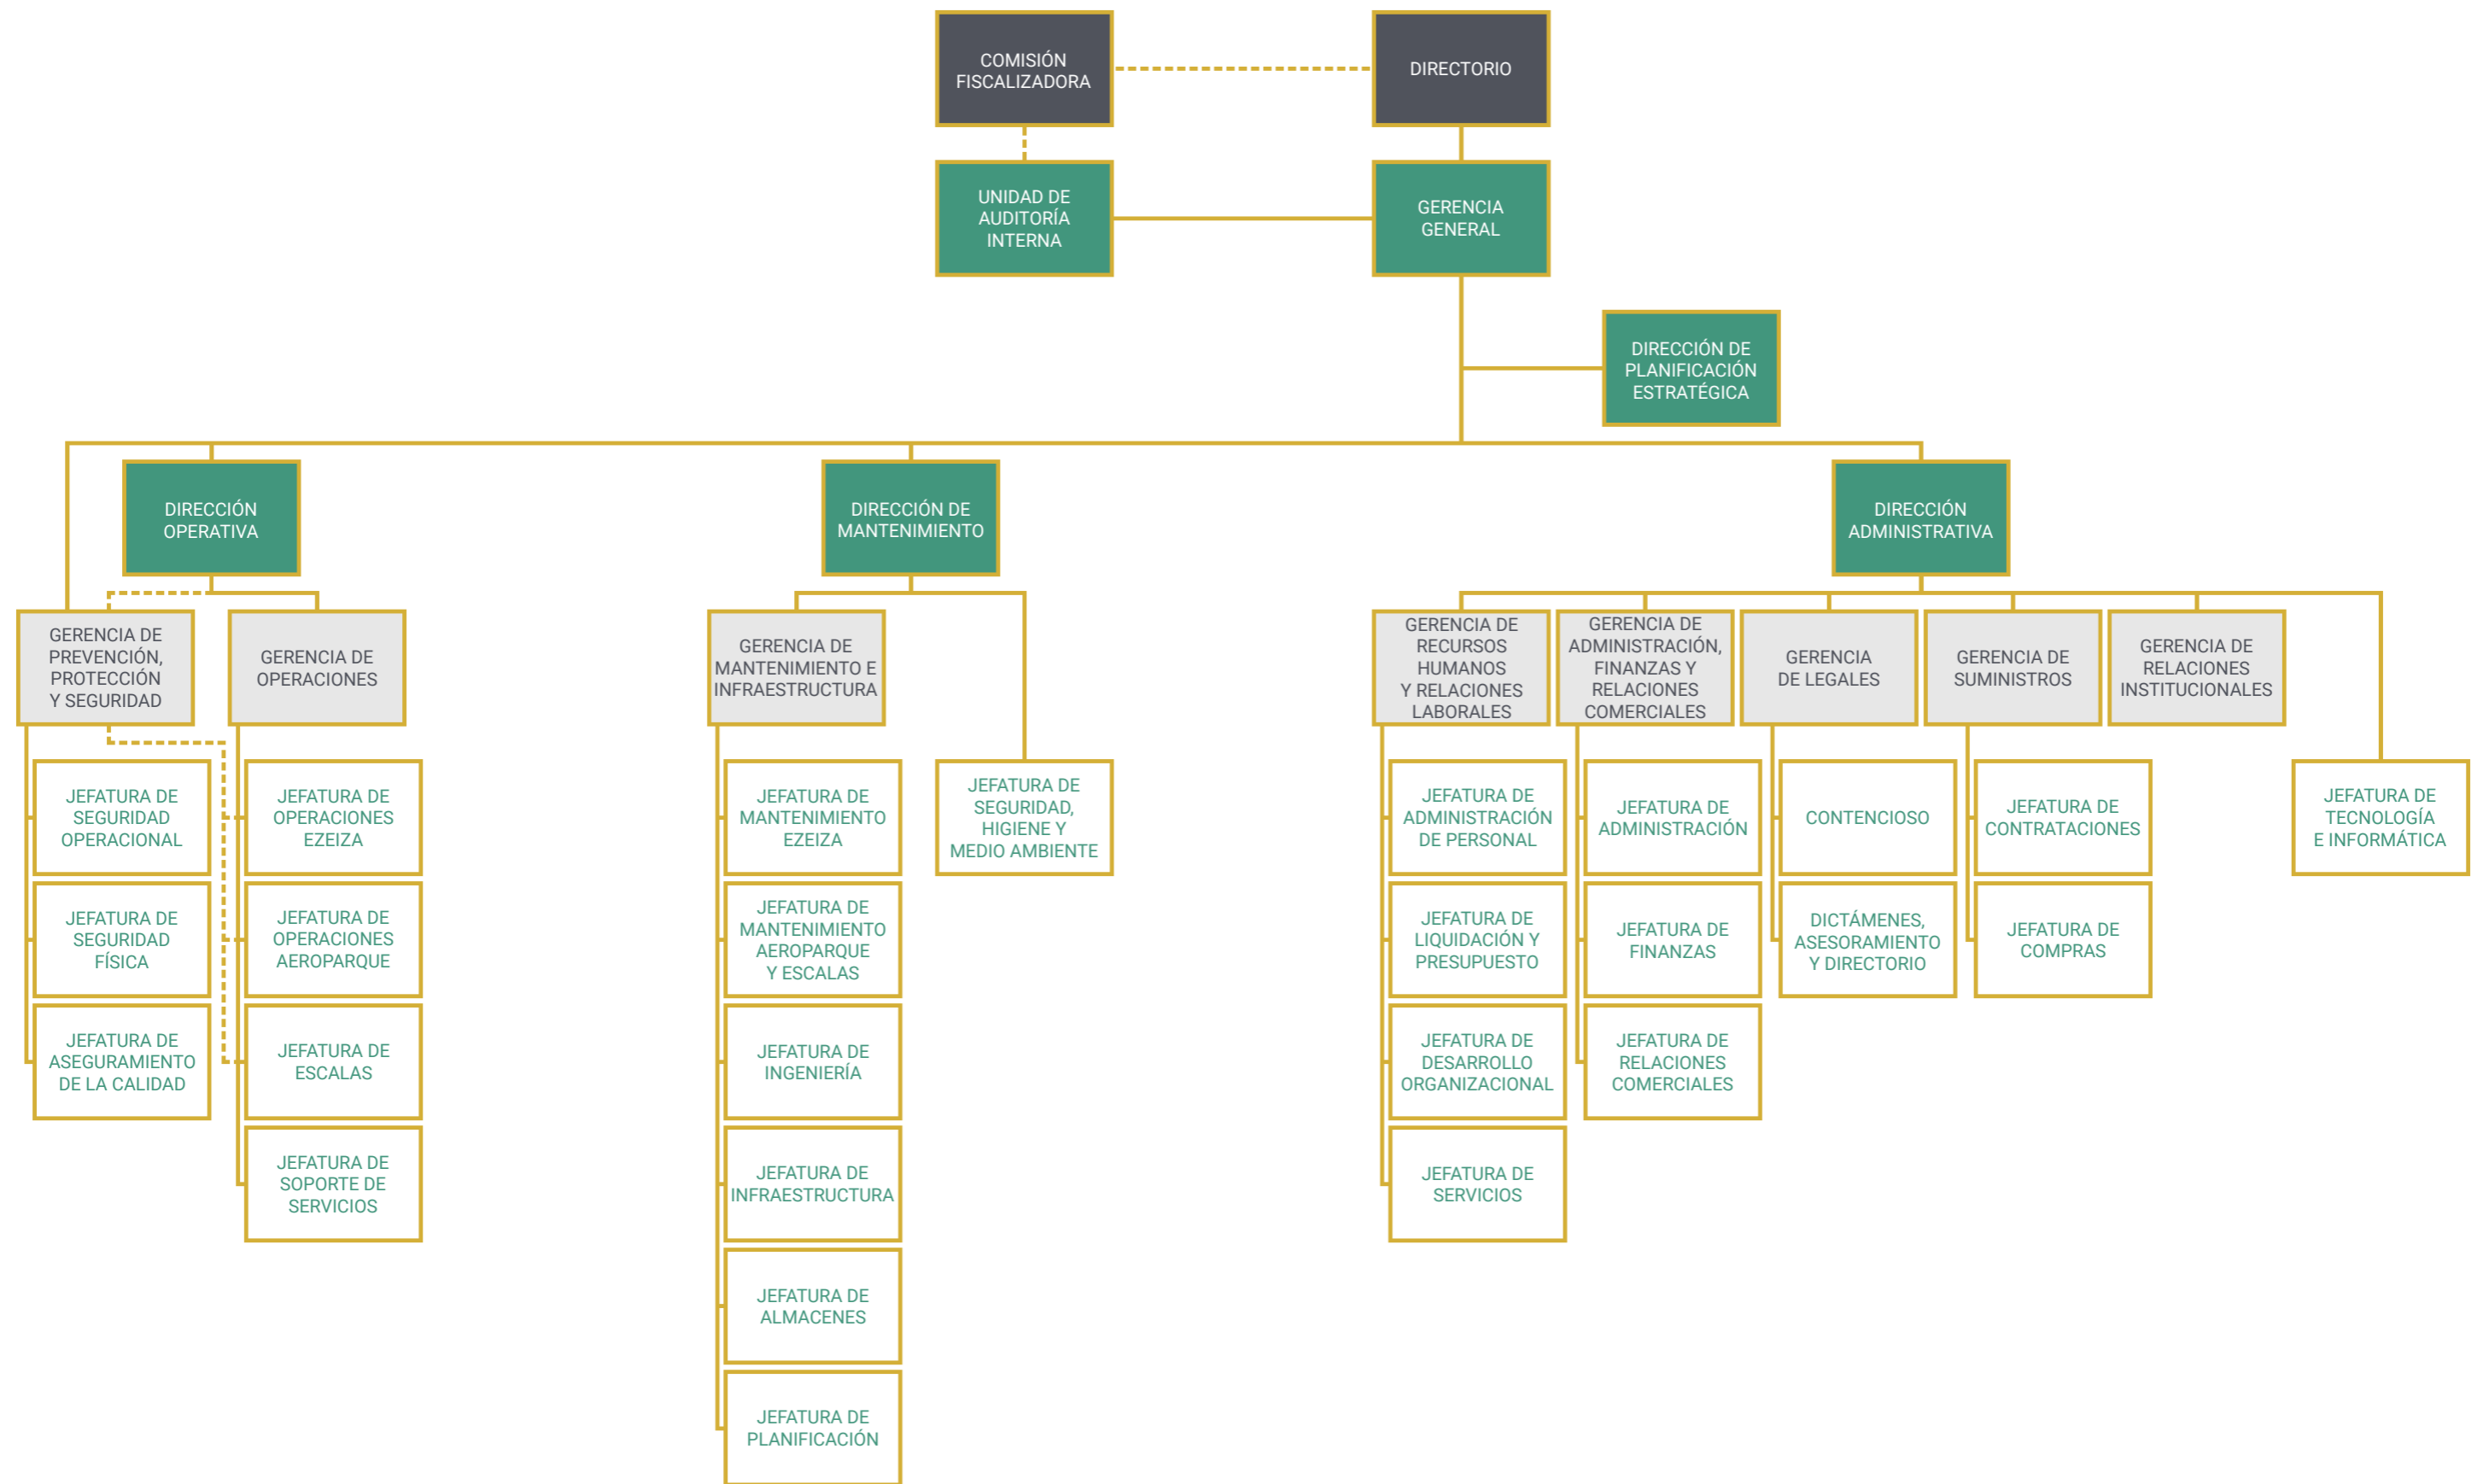 COMISIÓN
FISCALIZADORA
DIRECTORIO
UNIDAD DE
AUDITORÍA
INTERNA
GERENCIA
GENERAL
DIRECCIÓN DE
PLANIFICACIÓN
ESTRATÉGICA
DIRECCIÓN
OPERATIVA
DIRECCIÓN DE
MANTENIMIENTO
DIRECCIÓN
ADMINISTRATIVA
GERENCIA DE
PREVENCIÓN,
PROTECCIÓN
Y SEGURIDAD
GERENCIA DE
OPERACIONES
GERENCIA DE
MANTENIMIENTO E
INFRAESTRUCTURA
GERENCIA DE
RECURSOS
HUMANOS
Y RELACIONES
LABORALES
GERENCIA DE
ADMINISTRACIÓN,
FINANZAS Y
RELACIONES
COMERCIALES
GERENCIA
DE LEGALES
GERENCIA DE
SUMINISTROS
GERENCIA DE
RELACIONES
INSTITUCIONALES
JEFATURA DE
SEGURIDAD
OPERACIONAL
JEFATURA DE
OPERACIONES
EZEIZA
JEFATURA DE
MANTENIMIENTO
EZEIZA
JEFATURA DE
SEGURIDAD,
HIGIENE Y
MEDIO AMBIENTE
JEFATURA DE
ADMINISTRACIÓN
DE PERSONAL
JEFATURA DE
ADMINISTRACIÓN
CONTENCIOSO
JEFATURA DE
CONTRATACIONES
JEFATURA DE
TECNOLOGÍA
E INFORMÁTICA
JEFATURA DE
SEGURIDAD
FÍSICA
JEFATURA DE
OPERACIONES
AEROPARQUE
JEFATURA DE
MANTENIMIENTO
AEROPARQUE
Y ESCALAS
JEFATURA DE
LIQUIDACIÓN Y
PRESUPUESTO
JEFATURA DE
FINANZAS
DICTÁMENES,
ASESORAMIENTO
Y DIRECTORIO
JEFATURA DE
COMPRAS
JEFATURA DE
ASEGURAMIENTO
DE LA CALIDAD
JEFATURA DE
ESCALAS
JEFATURA DE
INGENIERÍA
JEFATURA DE
DESARROLLO
ORGANIZACIONAL
JEFATURA DE
RELACIONES
COMERCIALES
JEFATURA DE
SOPORTE DE
SERVICIOS
JEFATURA DE
INFRAESTRUCTURA
JEFATURA DE
SERVICIOS
JEFATURA DE
ALMACENES
JEFATURA DE
PLANIFICACIÓN